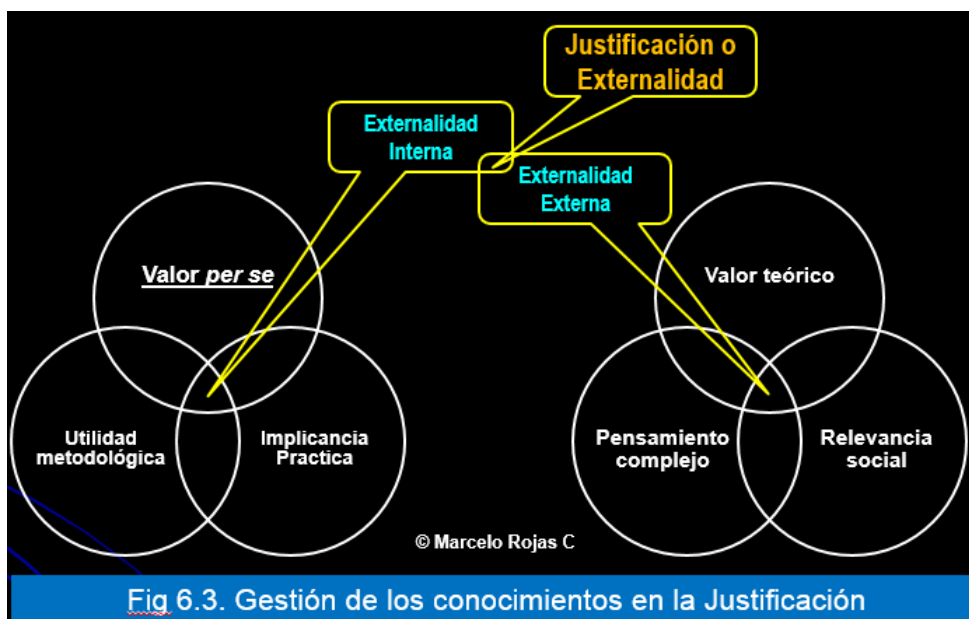 Justificación o
Externalidad
Externalidad
Interna
Externalidad
Externa
Valor per se
Valor teórico
Utilidad
metodológica
Implicancia
Practica
Pensamiento
complejo
Relevancia
social
© Marcelo Rojas C
Fig 6.3. Gestión de los conocimientos en la Justificación